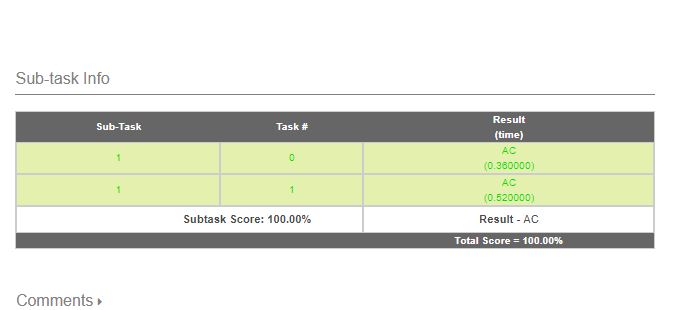 Sub-task Info
Sub-Task Task # Result
(time)
1 0 AC
(0.360000)
1 1 AC
(0.520000)
Subtask Score: 100.00% Result - AC
Total Score = 100.00%
Comments